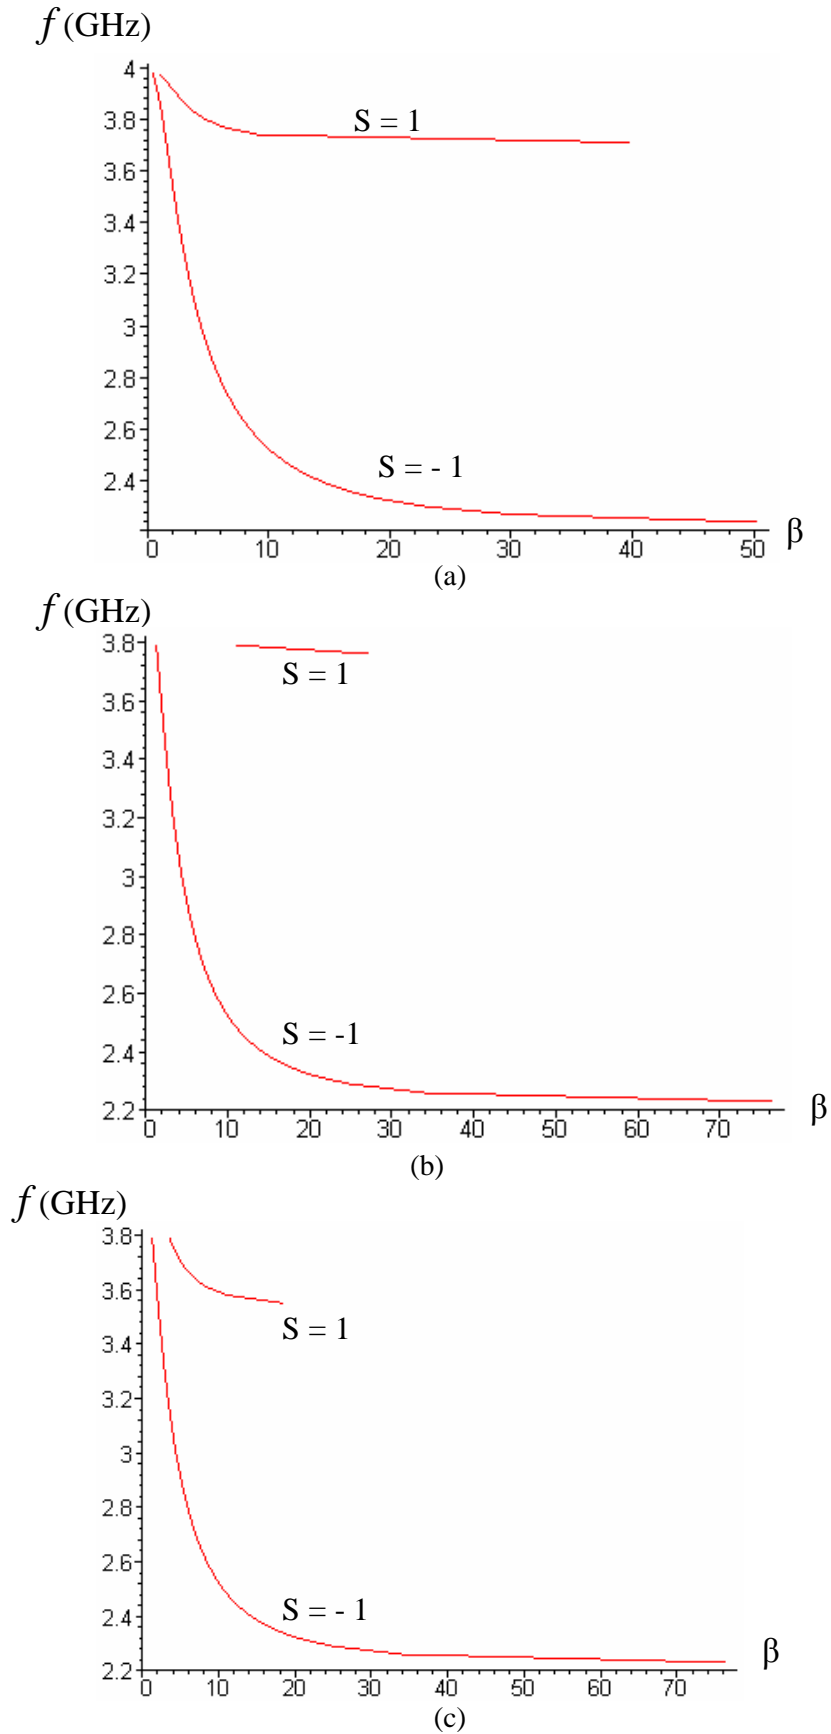 f (GHz)
4
3.8
S = 1
3.6
3.4
3.2
3
2.8
2.6
S = - 1
2.4
0 10 20 30 40 50 β
(a)
f (GHz)
3.8
S = 1
3.6
3.4
3.2
3
2.8
2.6
S = -1
2.4
2.2
0 10 20 30 40 50 60 70 β
(b)
f (GHz)
3.8
3.6
S = 1
3.4
3.2
3
2.8
2.6
S = - 1
2.4
2.2
0 10 20 30 40 50 60 70 β
(c)